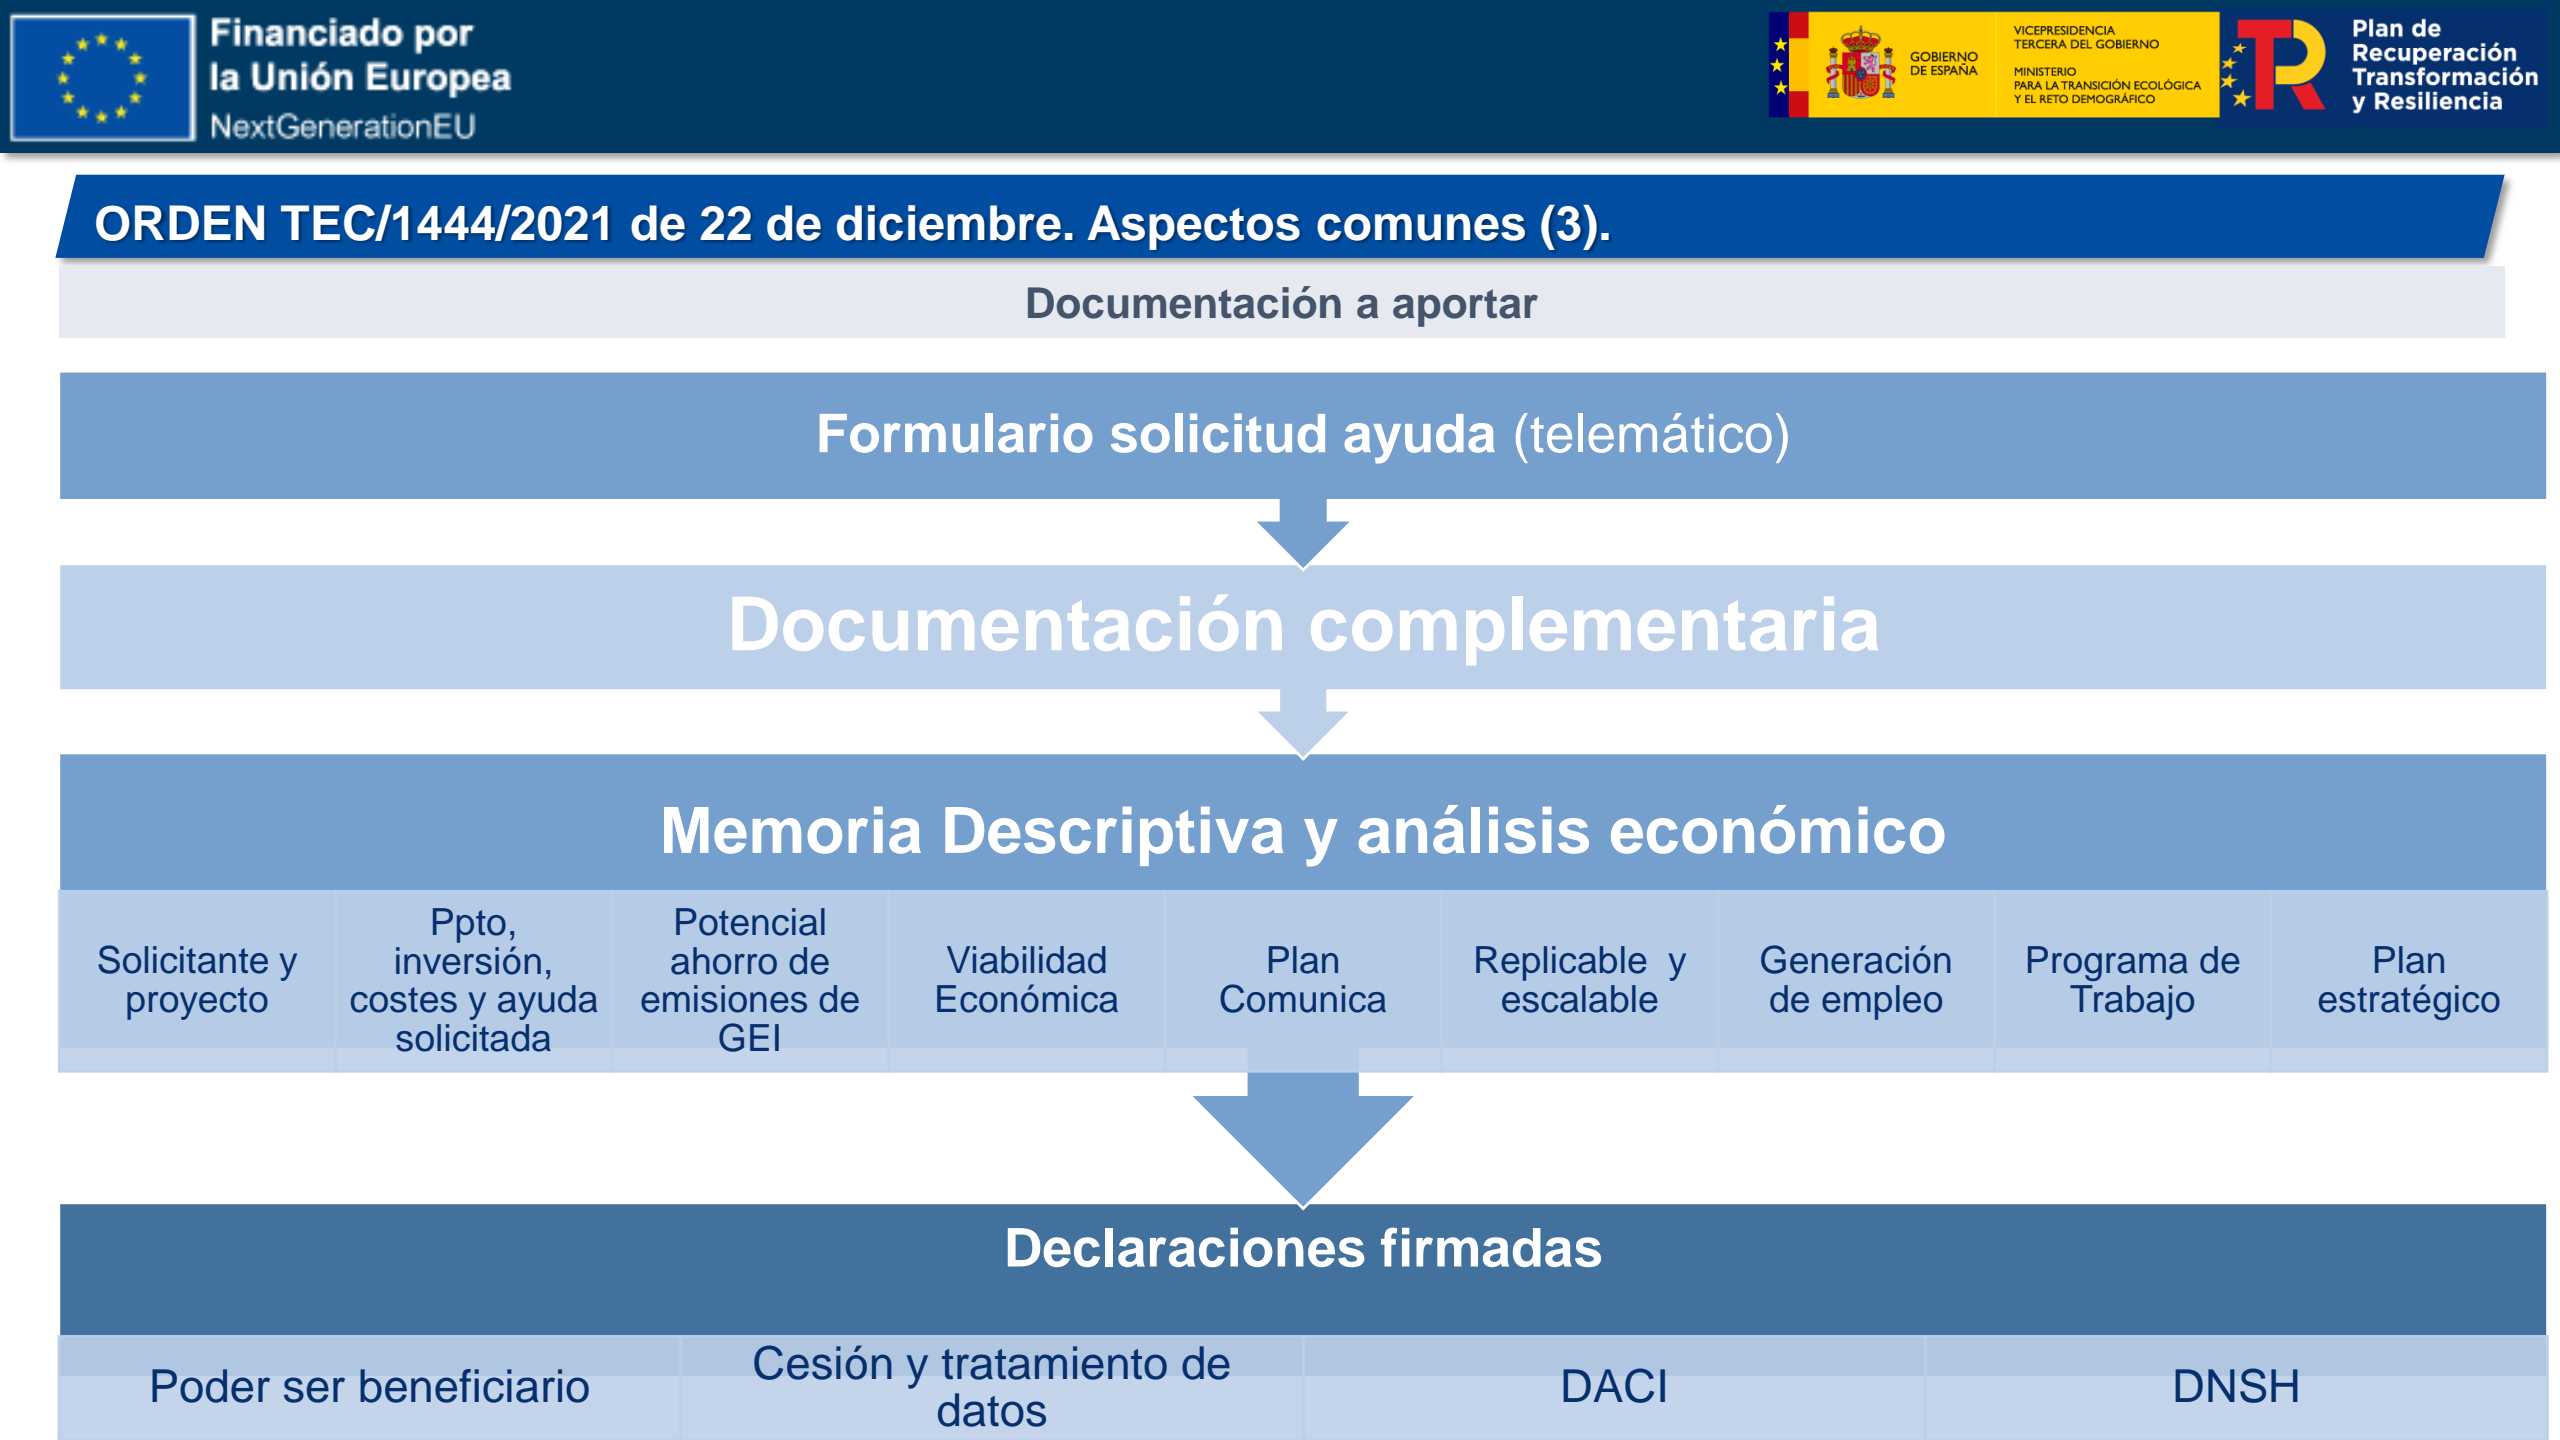 Financiado por
la Unión Europea
NextGenerationEU
GOBIERNO
DE ESPAÑA
VICEPRESIDENCIA
TERCERA DEL GOBIERNO
MINISTERIO
PARA LA TRANSICIÓN ECOLÓGICA
Y EL RETO DEMOGRÁFICO
TR
Plan de
Recuperación
Transformación
y Resiliencia
ORDEN TEC/1444/2021 de 22 de diciembre. Aspectos comunes (3).
Documentación a aportar
Formulario solicitud ayuda (telemático)
Documentación complementaria
Memoria Descriptiva y análisis económico
Solicitante y
proyecto
Ppto,
inversión,
costes y ayuda
solicitada
Potencial
ahorro de
emisiones de
GEI
Viabilidad
Económica
Plan
Comunica
Replicable y
escalable
Generación
de empleo
Programa de
Trabajo
Plan
estratégico
Declaraciones firmadas
Poder ser beneficiario
Cesión y tratamiento de
datos
DACI
DNSH